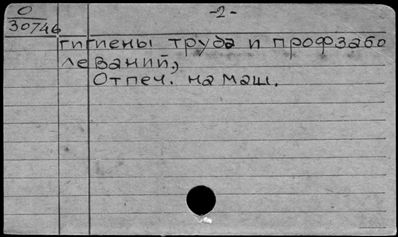 О
30746
-2-
гигиены труда и профзабо
леваний,
Отпеч. на маш.